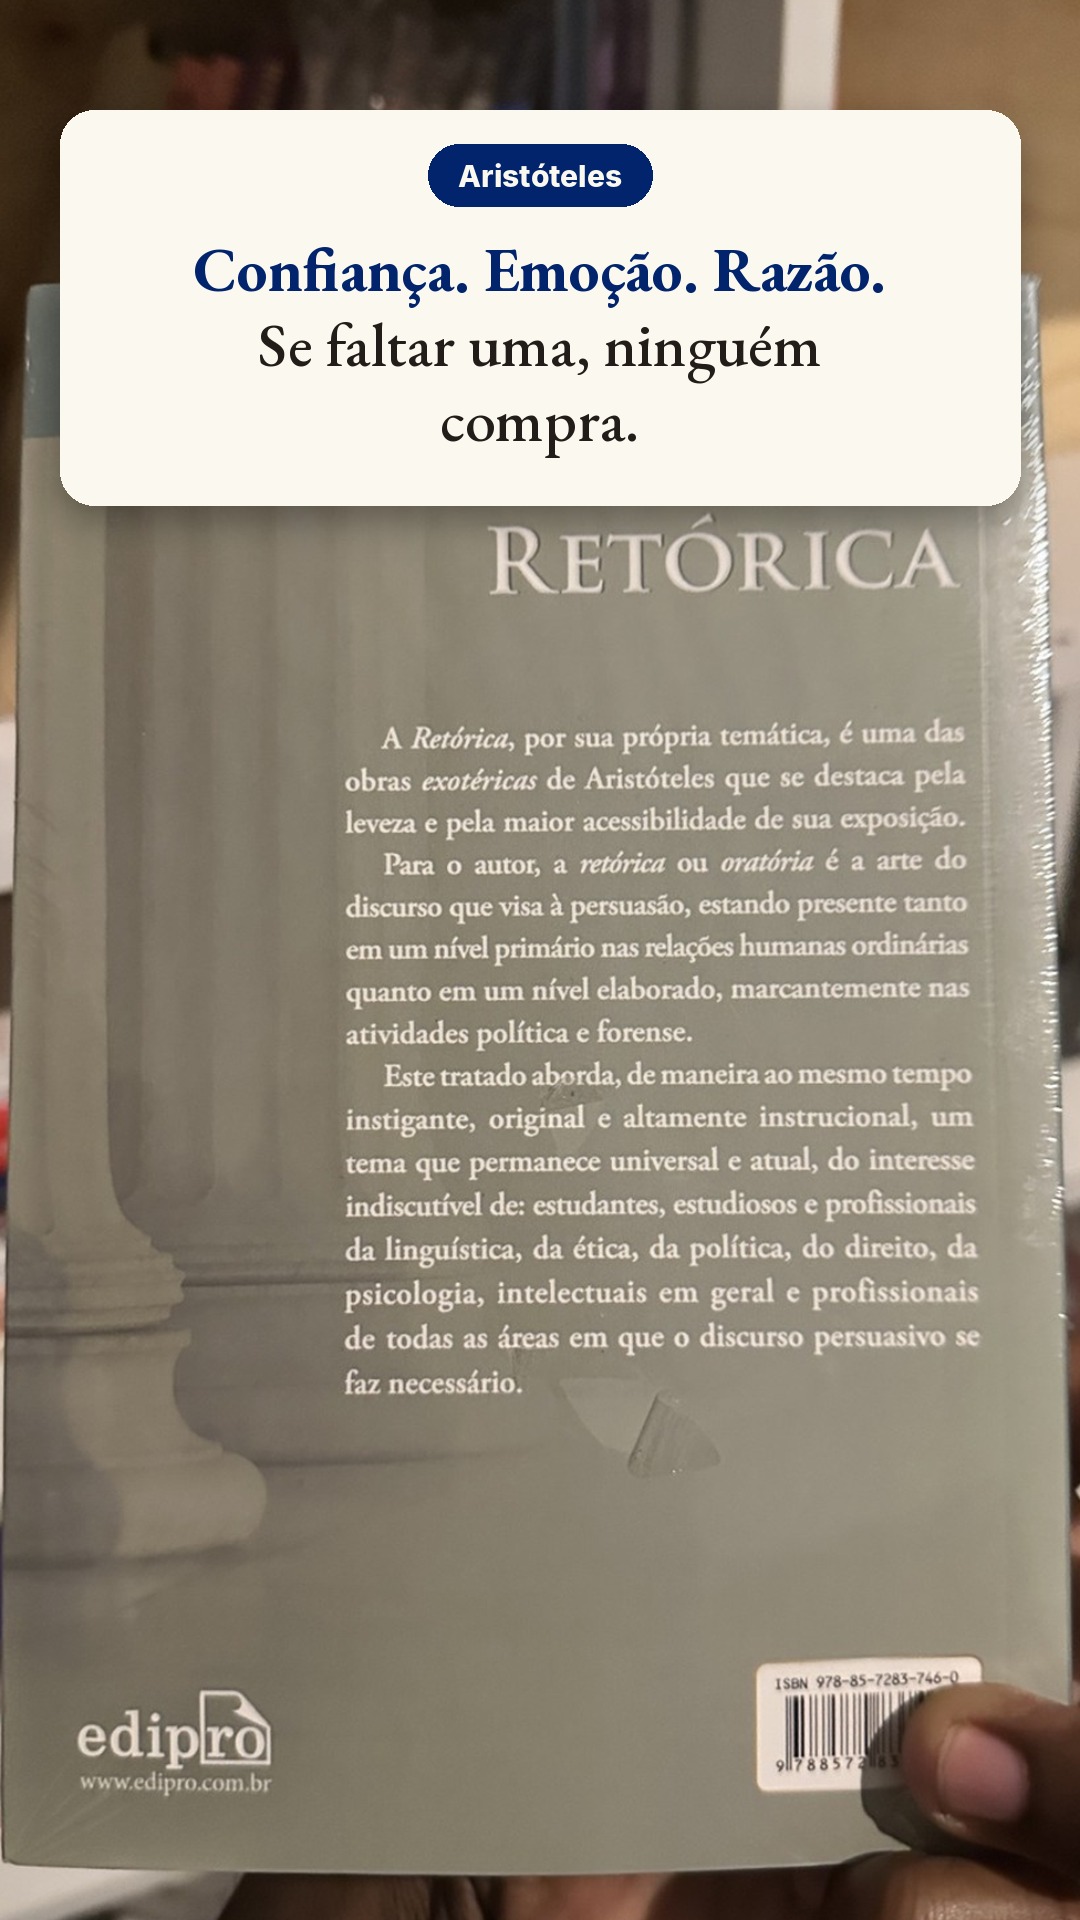 Aristóteles
Confiança. Emoção. Razão.
Se faltar uma, ninguém
compra.
RETÓRICA
A Retórica, por sua própria temática, é uma das
obras exotéricas de Aristóteles que se destaca pela
leveza e pela maior acessibilidade de sua exposição.
Para o autor, a retórica ou oratória é a arte do
discurso que visa à persuasão, estando presente tanto
em um nível primário nas relações humanas ordinárias
quanto em um nível elaborado, marcantemente nas
atividades política e forense.
Este tratado aborda, de maneira ao mesmo tempo
instigante, original e altamente instrucional, um
tema que permanece universal e atual, do interesse
indiscutível de: estudantes, estudiosos e profissionais
da linguística, da ética, da política, do direito, da
psicologia, intelectuais em geral e profissionais
de todas as áreas em que o discurso persuasivo se
faz necessário.
ISBN 978-85-7283-746-0
edipro
www.edipro.com.br
9 788572 83